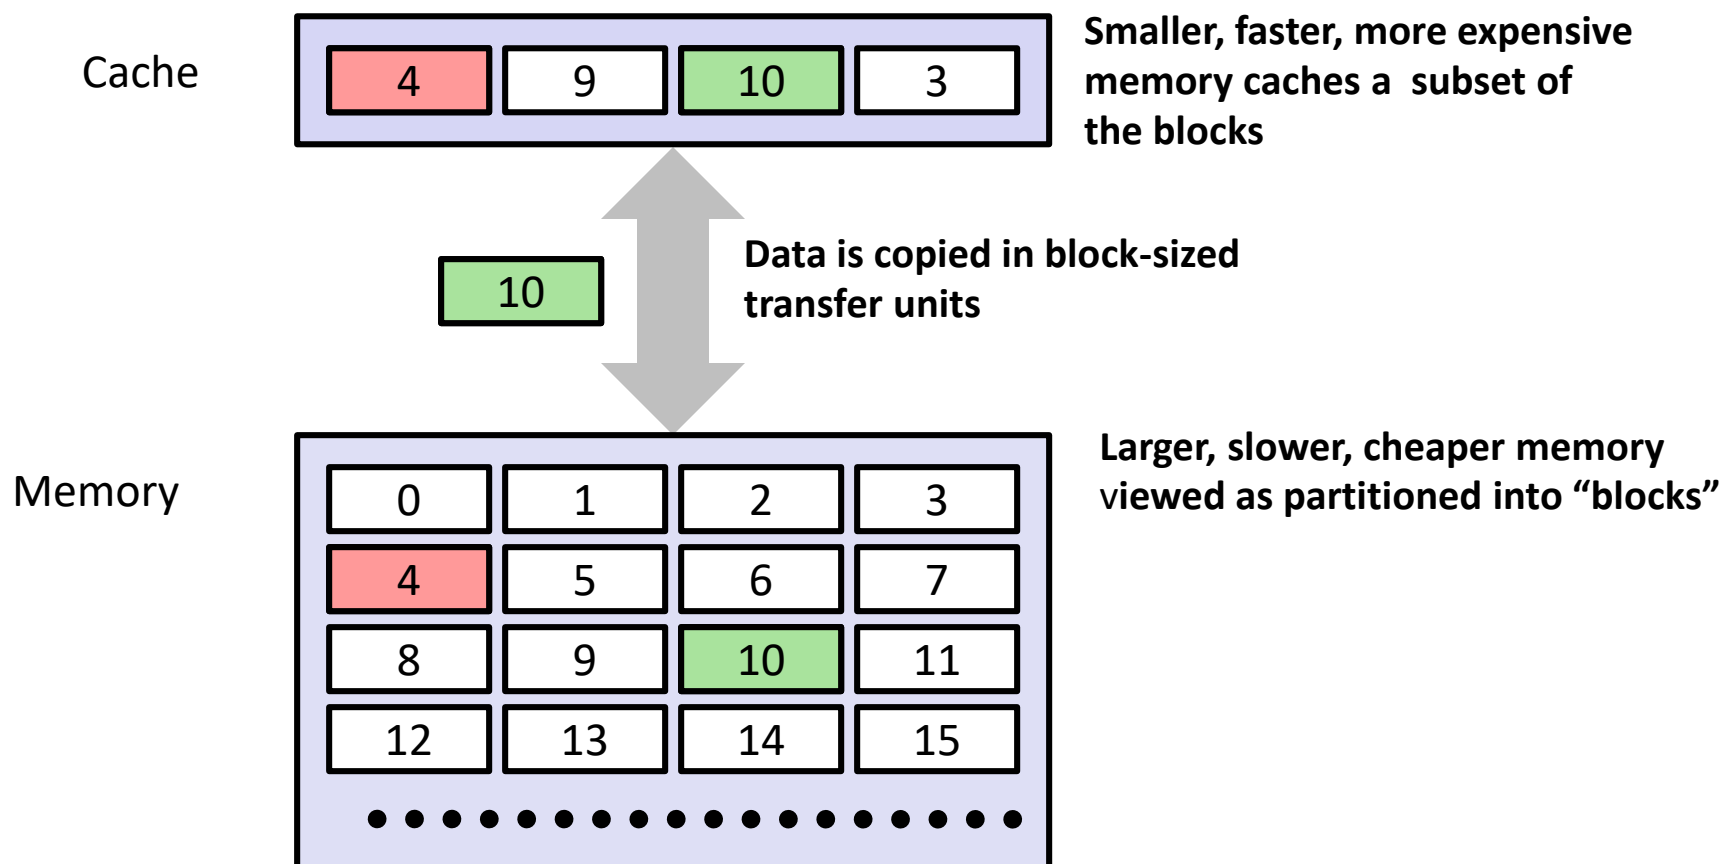 Cache
4 9 10 3
Smaller, faster, more expensive
memory caches a subset of
the blocks
10
Data is copied in block-sized
transfer units
Memory
0 1 2 3
4 5 6 7
8 9 10 11
12 13 14 15
Larger, slower, cheaper memory
viewed as partitioned into “blocks”